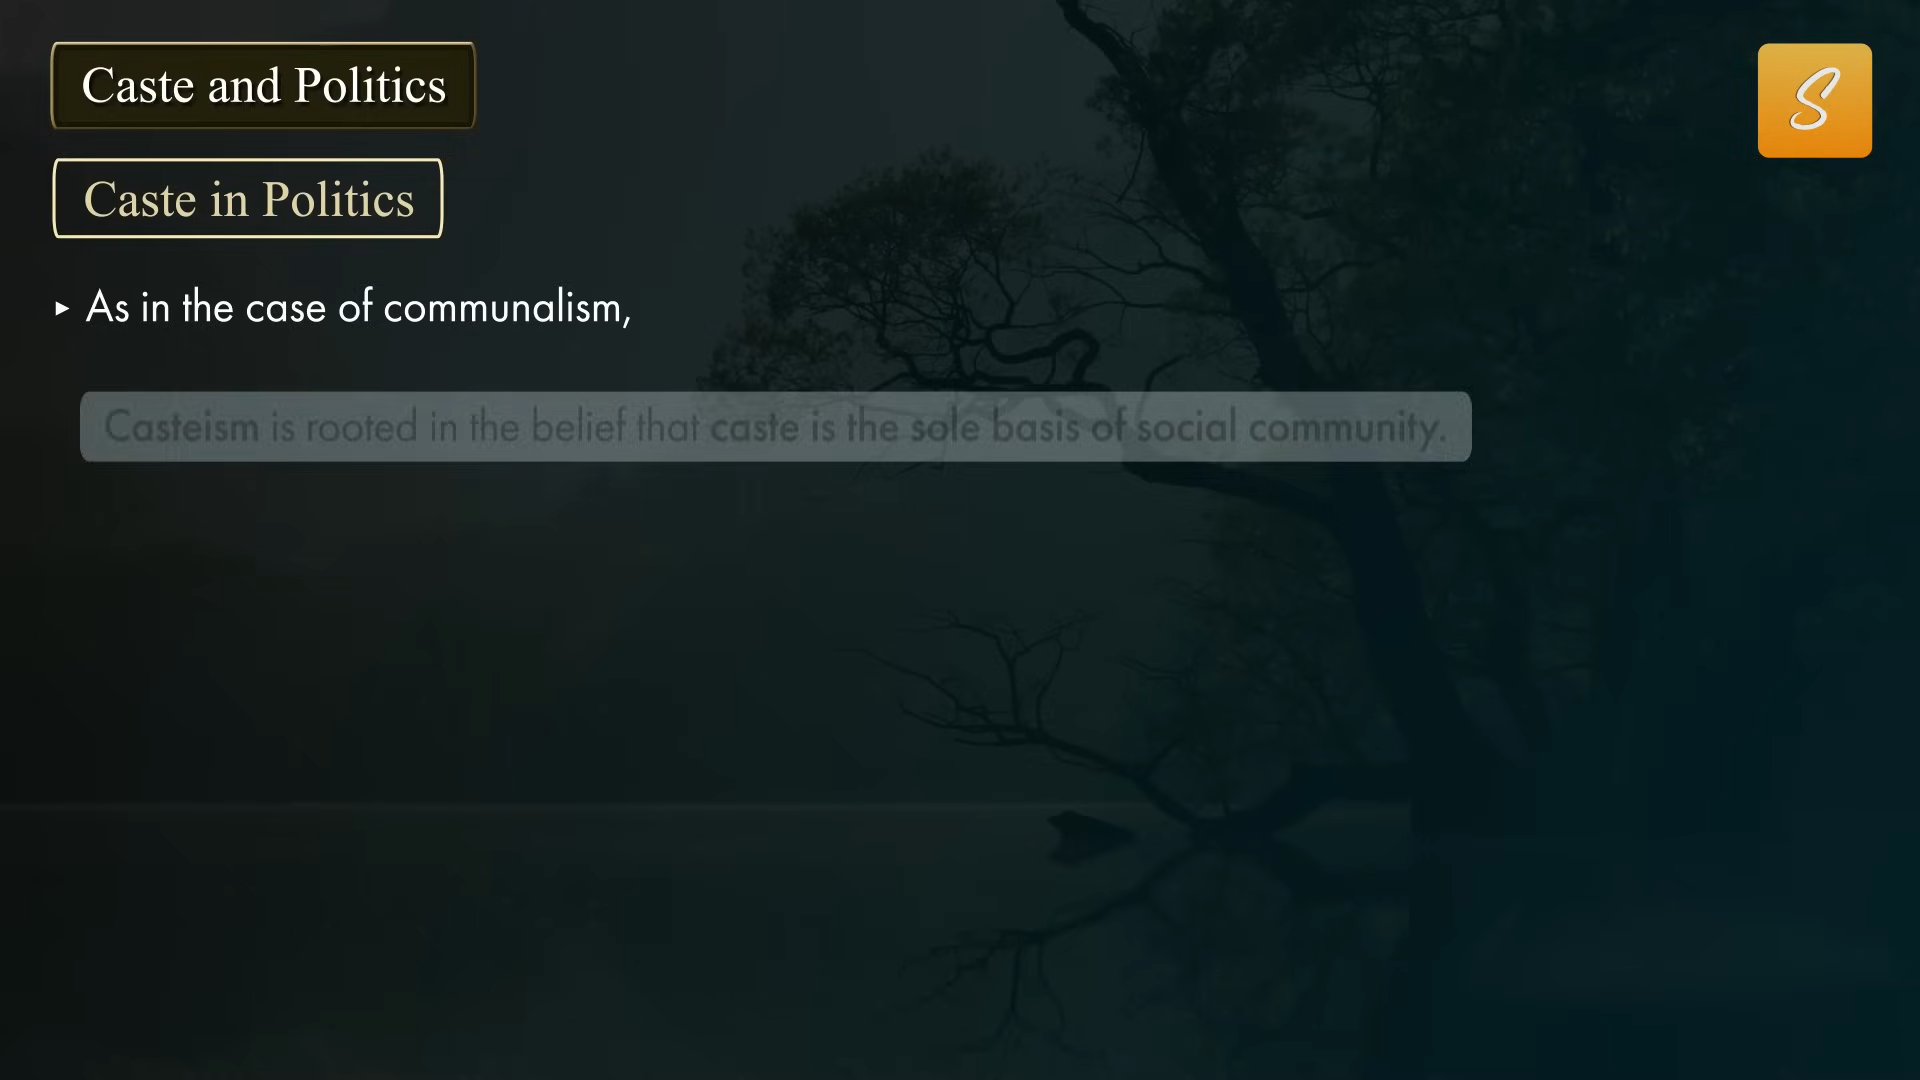 Caste and Politics
S
Caste in Politics
▸ As in the case of communalism,
Casteism is rooted in the belief that caste is the sole basis of social community.